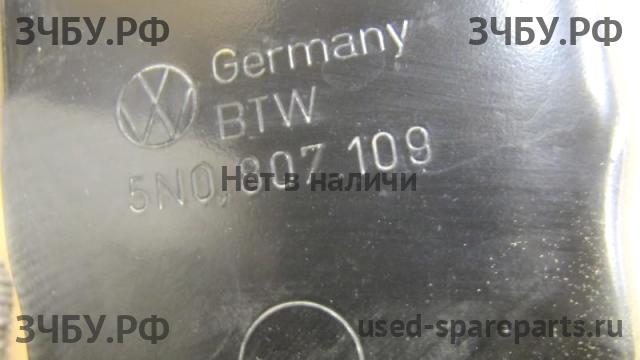 ЗЧБУ.РФ ЗЧБУ.РФ
Germany
BTW
5N0,807.109
Нет в наличи
ЗЧБУ.РФ used-spareparts.ru